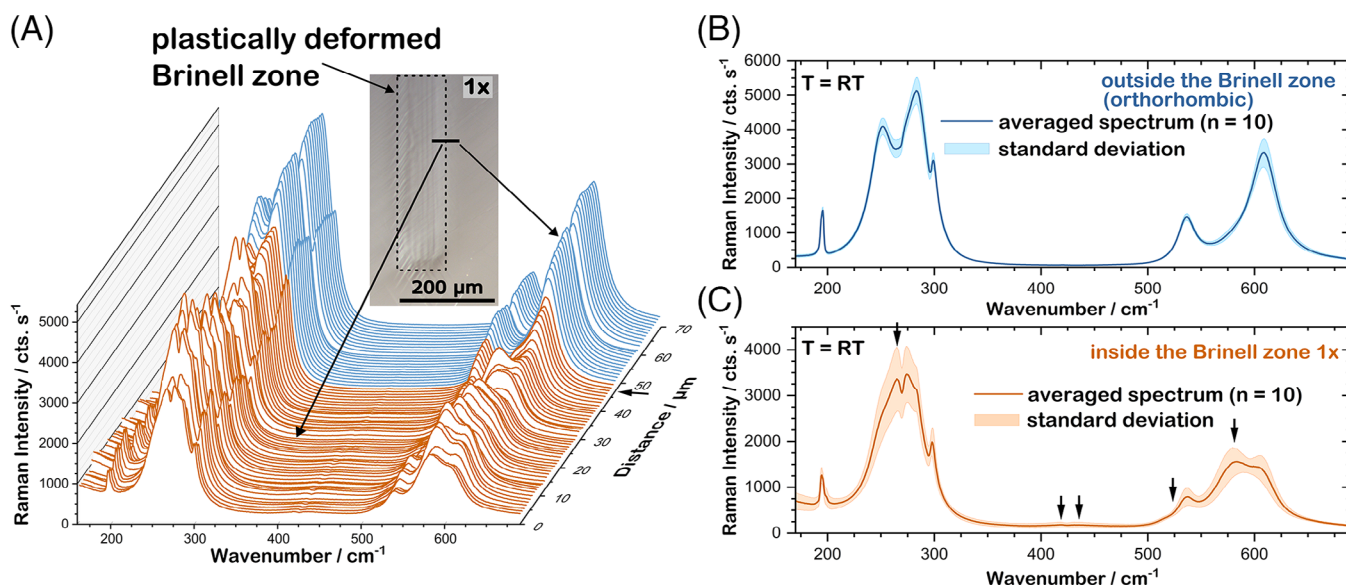 (A)
plastically deformed
Brinell zone
1x
200 µm
Raman Intensity / cts. s-1
5000
4000
3000
2000
1000
0
200
300
400
500
600
Wavenumber / cm-1
0
10
20
30
40
50
60
70
Distance / µm
(B)
T = RT
outside the Brinell zone
(orthorhombic)
averaged spectrum (n = 10)
standard deviation
Raman Intensity / cts. s-1
6000
5000
4000
3000
2000
1000
0
200
300
400
500
600
Wavenumber / cm-1
(C)
T = RT
inside the Brinell zone 1x
averaged spectrum (n = 10)
standard deviation
Raman Intensity / cts. s-1
4000
3000
2000
1000
0
200
300
400
500
600
Wavenumber / cm-1